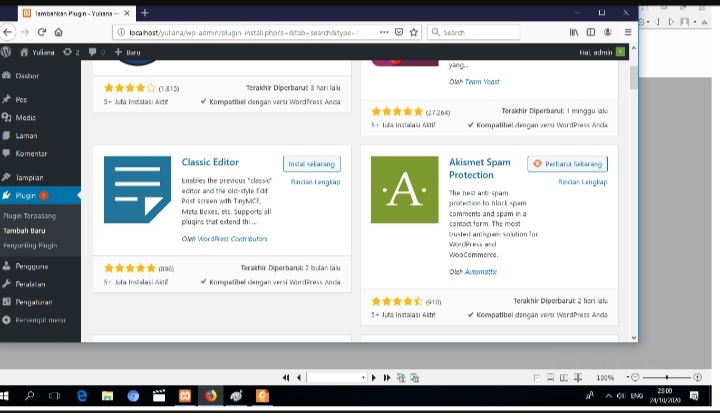 Tambahkan Plugin - Yuliana —
localhost/yuliana/wp-admin/plugin-install.php?s=&tab=search&type=
Search
Yuliana
2
0
+ Baru
Hai, admin
Dasbor
Pos
Media
Laman
Komentar
Tampilan
Plugin 1
Plugin Terpasang
Tambah Baru
Penyunting Plugin
Pengguna
Peralatan
Pengaturan
Persempit menu
(1.815)
5+ Juta Instalasi Aktif
Terakhir Diperbarui: 3 hari lalu
✔ Kompatibel dengan versi WordPress Anda
yang...
Oleh Team Yoast
(27.264)
5+ Juta Instalasi Aktif
Terakhir Diperbarui: 1 minggu lalu
✔ Kompatibel dengan versi WordPress Anda
Classic Editor
Instal sekarang
Rincian Lengkap
Enables the previous "classic"
editor and the old-style Edit
Post screen with TinyMCE,
Meta Boxes, etc. Supports all
plugins that extend thi ...
Oleh WordPress Contributors
(896)
5+ Juta Instalasi Aktif
Terakhir Diperbarui: 2 bulan lalu
✔ Kompatibel dengan versi WordPress Anda
·A·
Akismet Spam
Protection
Perbarui Sekarang
Rincian Lengkap
The best anti-spam
protection to block spam
comments and spam in a
contact form. The most
trusted antispam solution for
WordPress and
WooCommerce.
Oleh Automattic
(910)
5+ Juta Instalasi Aktif
Terakhir Diperbarui: 2 hari lalu
✔ Kompatibel dengan versi WordPress Anda
100%
ENG
23:09
24/10/2020